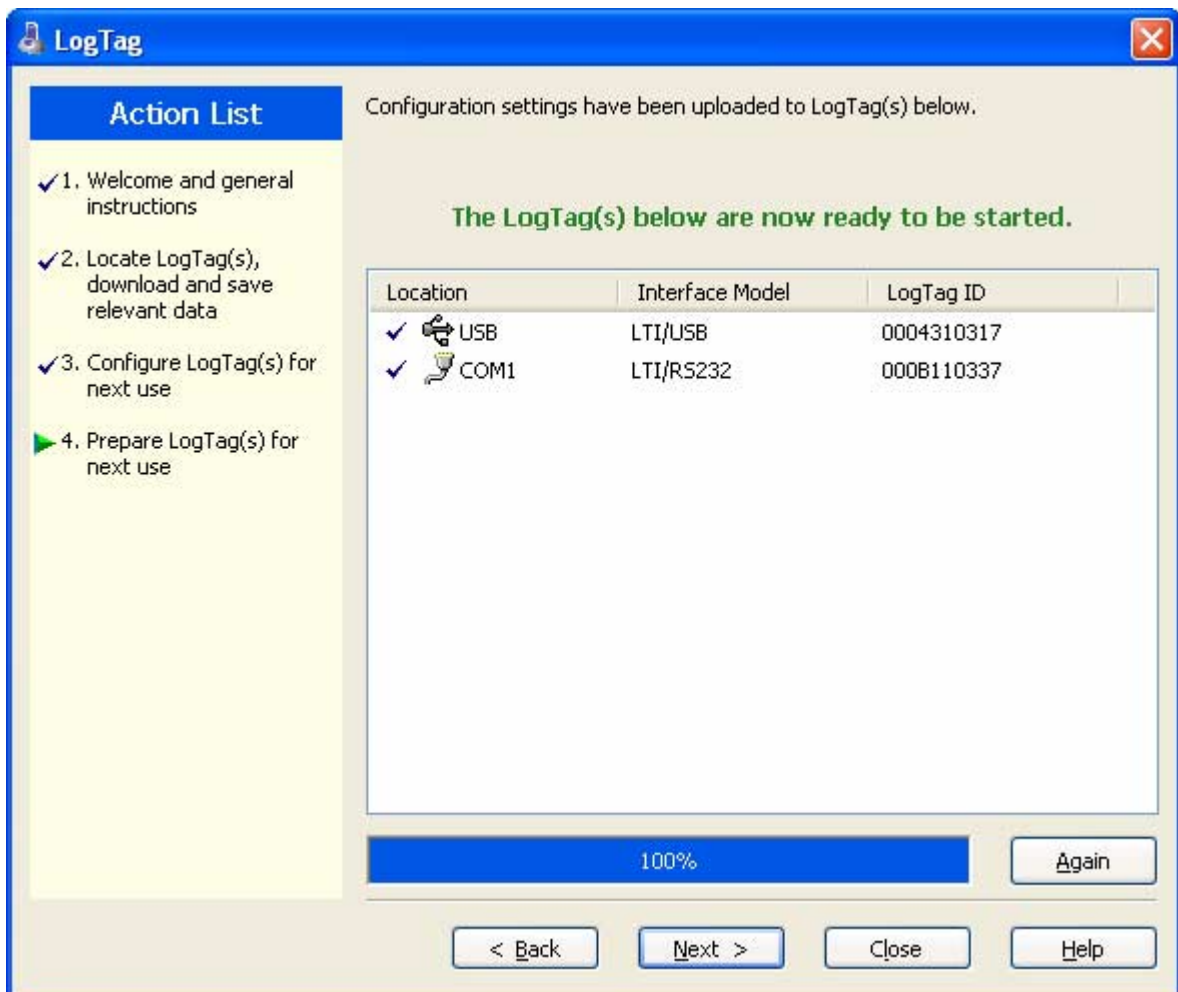 LogTag
Action List
1. Welcome and general
instructions
2. Locate LogTag(s),
download and save
relevant data
3. Configure LogTag(s) for
next use
4. Prepare LogTag(s) for
next use
Configuration settings have been uploaded to LogTag(s) below.
The LogTag(s) below are now ready to be started.
Location Interface Model LogTag ID
USB LTI/USB 0004310317
COM1 LTI/RS232 000B110337
100%
Again
< Back Next > Close Help